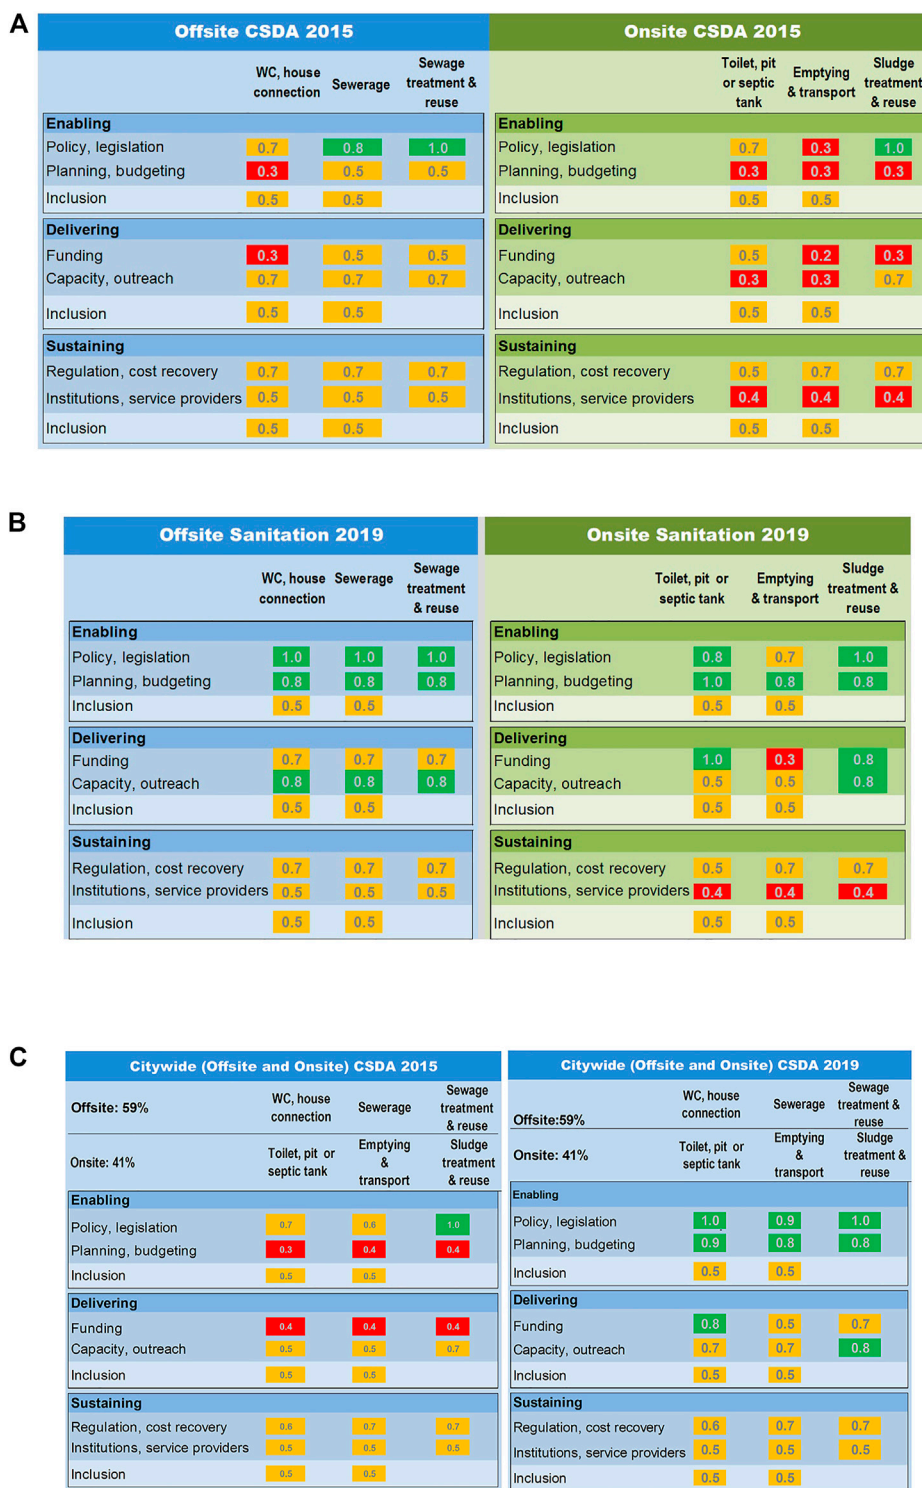 A
Offsite CSDA 2015
WC, house connection Sewerage Sewage treatment & reuse
Enabling
Policy, legislation 0.7 0.8 1.0
Planning, budgeting 0.3 0.5 0.5
Inclusion 0.5 0.5
Delivering
Funding 0.3 0.5 0.5
Capacity, outreach 0.7 0.7 0.7
Inclusion 0.5 0.5
Sustaining
Regulation, cost recovery 0.7 0.7 0.7
Institutions, service providers 0.5 0.5 0.5
Inclusion 0.5 0.5
Onsite CSDA 2015
Toilet, pit or septic tank Emptying & transport Sludge treatment & reuse
Enabling
Policy, legislation 0.7 0.3 1.0
Planning, budgeting 0.3 0.3 0.3
Inclusion 0.5 0.5
Delivering
Funding 0.5 0.2 0.3
Capacity, outreach 0.3 0.3 0.7
Inclusion 0.5 0.5
Sustaining
Regulation, cost recovery 0.5 0.7 0.7
Institutions, service providers 0.4 0.4 0.4
Inclusion 0.5 0.5
B
Offsite Sanitation 2019
WC, house connection Sewerage Sewage treatment & reuse
Enabling
Policy, legislation 1.0 1.0 1.0
Planning, budgeting 0.8 0.8 0.8
Inclusion 0.5 0.5
Delivering
Funding 0.7 0.7 0.7
Capacity, outreach 0.8 0.8 0.8
Inclusion 0.5 0.5
Sustaining
Regulation, cost recovery 0.7 0.7 0.7
Institutions, service providers 0.5 0.5 0.5
Inclusion 0.5 0.5
Onsite Sanitation 2019
Toilet, pit or septic tank Emptying & transport Sludge treatment & reuse
Enabling
Policy, legislation 0.8 0.7 1.0
Planning, budgeting 1.0 0.8 0.8
Inclusion 0.5 0.5
Delivering
Funding 1.0 0.3 0.8
Capacity, outreach 0.5 0.5 0.8
Inclusion 0.5 0.5
Sustaining
Regulation, cost recovery 0.5 0.7 0.7
Institutions, service providers 0.4 0.4 0.4
Inclusion 0.5 0.5
C
Citywide (Offsite and Onsite) CSDA 2015
Offsite: 59% WC, house connection Sewerage Sewage treatment & reuse
Onsite: 41% Toilet, pit or septic tank Emptying & transport Sludge treatment & reuse
Enabling
Policy, legislation 0.7 0.6 1.0
Planning, budgeting 0.3 0.4 0.4
Inclusion 0.5 0.5
Delivering
Funding 0.4 0.4 0.4
Capacity, outreach 0.5 0.5 0.7
Inclusion 0.5 0.5
Sustaining
Regulation, cost recovery 0.6 0.7 0.7
Institutions, service providers 0.5 0.5 0.5
Inclusion 0.5 0.5
Citywide (Offsite and Onsite) CSDA 2019
Offsite:59% WC, house connection Sewerage Sewage treatment & reuse
Onsite: 41% Toilet, pit or septic tank Emptying & transport Sludge treatment & reuse
Enabling
Policy, legislation 1.0 0.9 1.0
Planning, budgeting 0.9 0.8 0.8
Inclusion 0.5 0.5
Delivering
Funding 0.8 0.5 0.7
Capacity, outreach 0.7 0.7 0.8
Inclusion 0.5 0.5
Sustaining
Regulation, cost recovery 0.6 0.7 0.7
Institutions, service providers 0.5 0.5 0.5
Inclusion 0.5 0.5